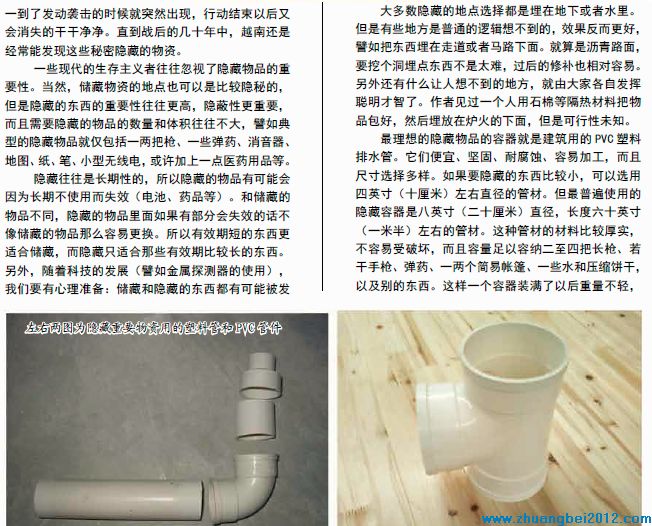 一到了发动袭击的时候就突然出现，行动结束以后又
会消失的干干净净。直到战后的几十年中，越南还是
经常能发现这些秘密隐藏的物资。
一些现代的生存主义者往往忽视了隐藏物品的重
要性。当然，储藏物资的地点也可以是比较隐秘的，
但是隐藏的东西的重要性往往更高，隐蔽性更重要，
而且需要隐藏的物品的数量和体积往往不大，譬如典
型的隐藏物品就仅包括一两把枪、一些弹药、消音器、
地图、纸、笔、小型无线电，或许加上一点医药用品等。
隐藏往往是长期性的，所以隐藏的物品有可能会
因为长期不使用而失效（电池、药品等）。和储藏的
物品不同，隐藏的物品里面如果有部分会失效的话不
像储藏的物品那么容易更换。所以有效期短的东西更
适合储藏，而隐藏只适合那些有效期比较长的东西。
另外，随着科技的发展（譬如金属探测器的使用），
我们要有心理准备：储藏和隐藏的东西都有可能被发
大多数隐藏的地点选择都是埋在地下或者水里。
但是有些地方是普通的逻辑想不到的，效果反而更好，
譬如把东西埋在走道或者马路下面。就算是沥青路面，
要挖个洞埋点东西不是太难，过后的修补也相对容易。
另外还有什么让人想不到的地方，就由大家各自发挥
聪明才智了。作者见过一个人用石棉等隔热材料把物
品包好，然后埋放在炉火的下面，但是可行性未知。
最理想的隐藏物品的容器就是建筑用的 PVC 塑料
排水管。它们便宜、坚固、耐腐蚀、容易加工，而且
尺寸选择多样。如果要隐藏的东西比较小，可以选用
四英寸（十厘米）左右直径的管材。但最普遍使用的
隐藏容器是八英寸（二十厘米）直径，长度六十英寸
（一米半）左右的管材。这种管材的材料比较厚实，
不容易受破坏，而且容量足以容纳二至四把长枪、若
干手枪、弹药、一两个简易帐篷、一些水和压缩饼干，
以及别的东西。这样一个容器装满了以后重量不轻，
左右两图为隐藏重要物资用的塑料管和PVC管件
www.zhuangbei2012.com